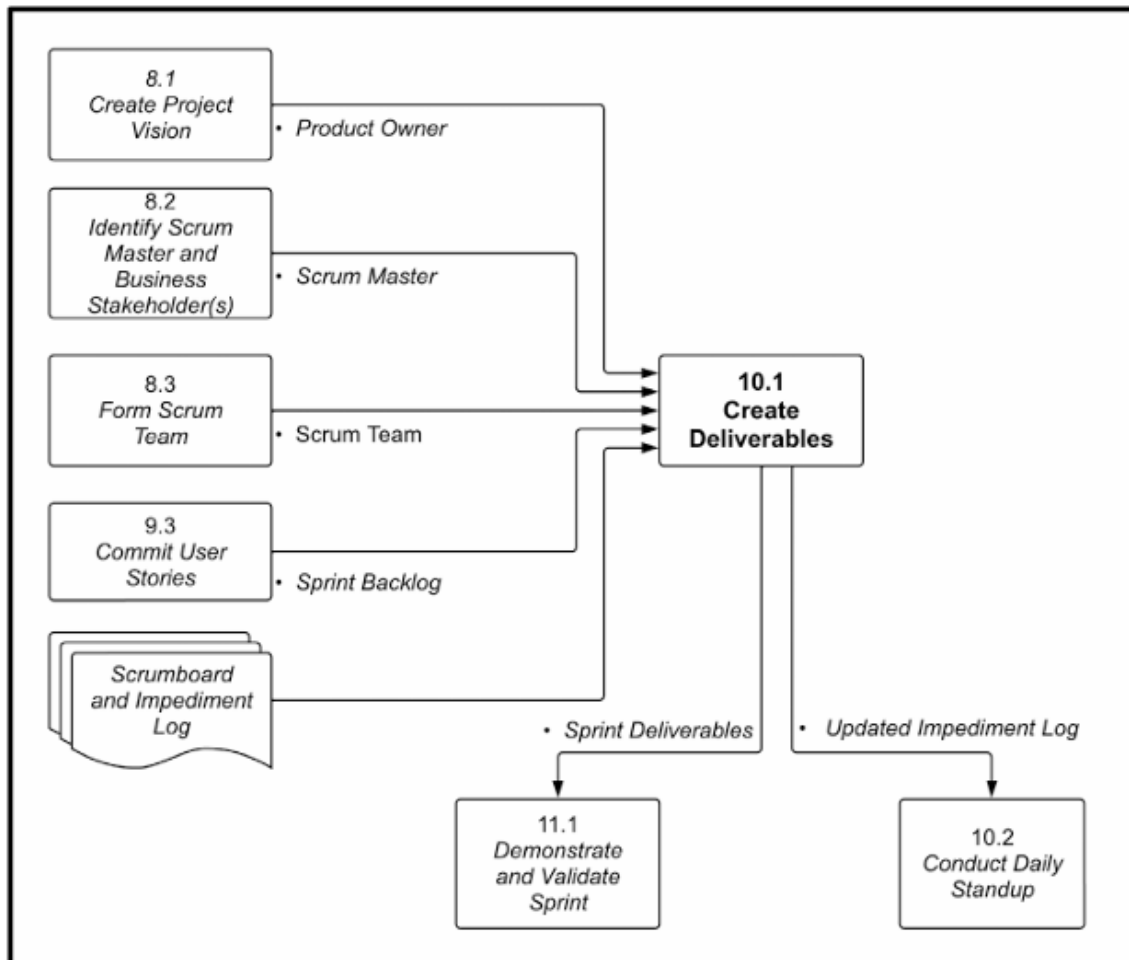 8.1
Create Project
Vision
• Product Owner
8.2
Identify Scrum
Master and
Business
Stakeholder(s)
• Scrum Master
8.3
Form Scrum
Team
• Scrum Team
10.1
Create
Deliverables
9.3
Commit User
Stories
• Sprint Backlog
Scrumboard
and Impediment
Log
• Sprint Deliverables
• Updated Impediment Log
11.1
Demonstrate
and Validate
Sprint
10.2
Conduct Daily
Standup